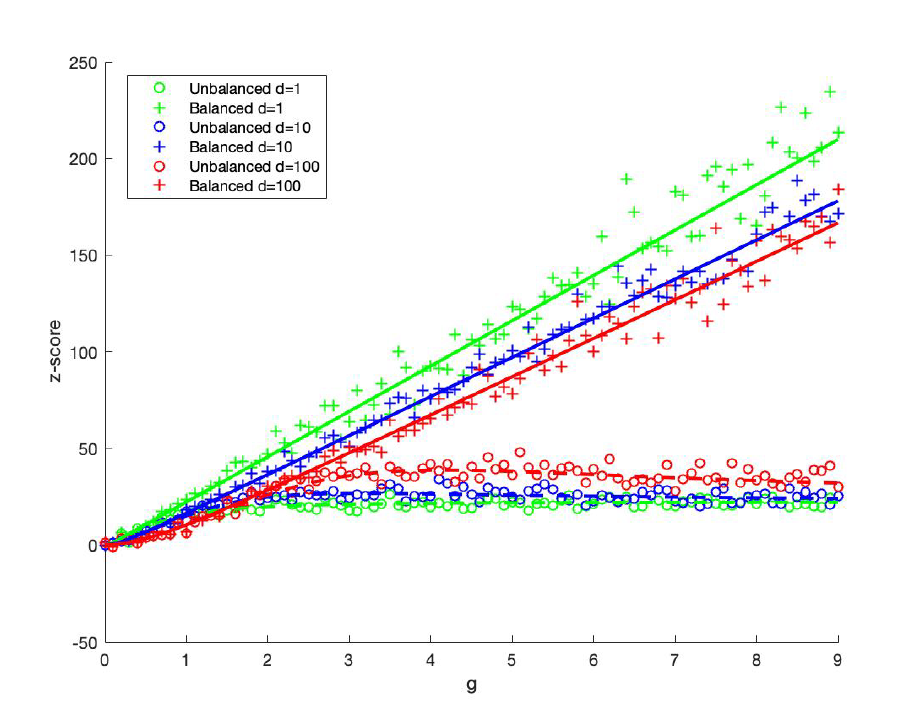 250
200
150
100
50
0
-50
z-score
Unbalanced d=1
Balanced d=1
Unbalanced d=10
Balanced d=10
Unbalanced d=100
Balanced d=100
0 1 2 3 4 5 6 7 8 9
g